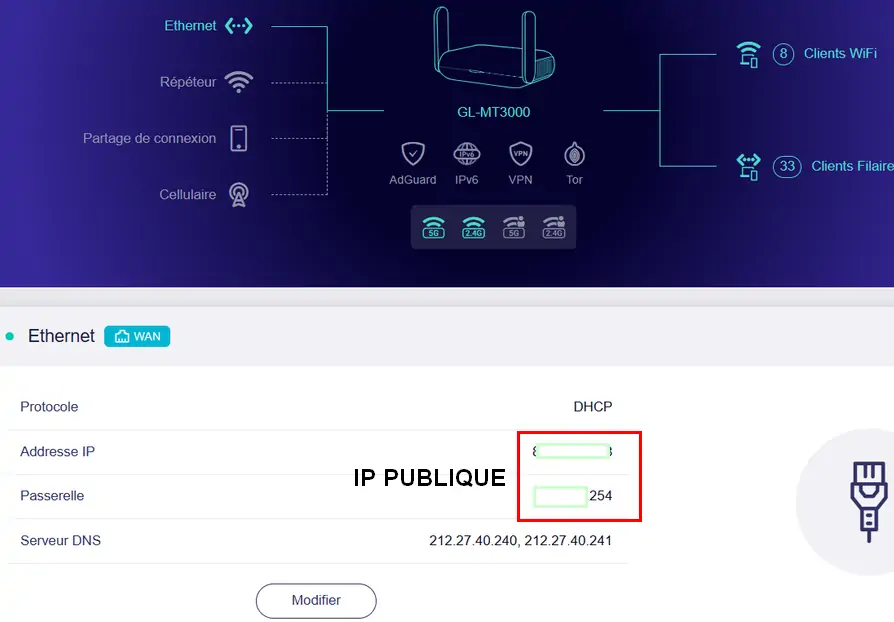 Ethernet
8 Clients WiFi
Répéteur
GL-MT3000
Partage de connexion
IPv6
VPN
AdGuard IPv6 VPN Tor
33 Clients Filaire
Cellulaire
5G 2.4G 5G 2.4G
Ethernet WAN
Protocole DHCP
Addresse IP
IP PUBLIQUE
Passerelle 254
Serveur DNS 212.27.40.240, 212.27.40.241
Modifier